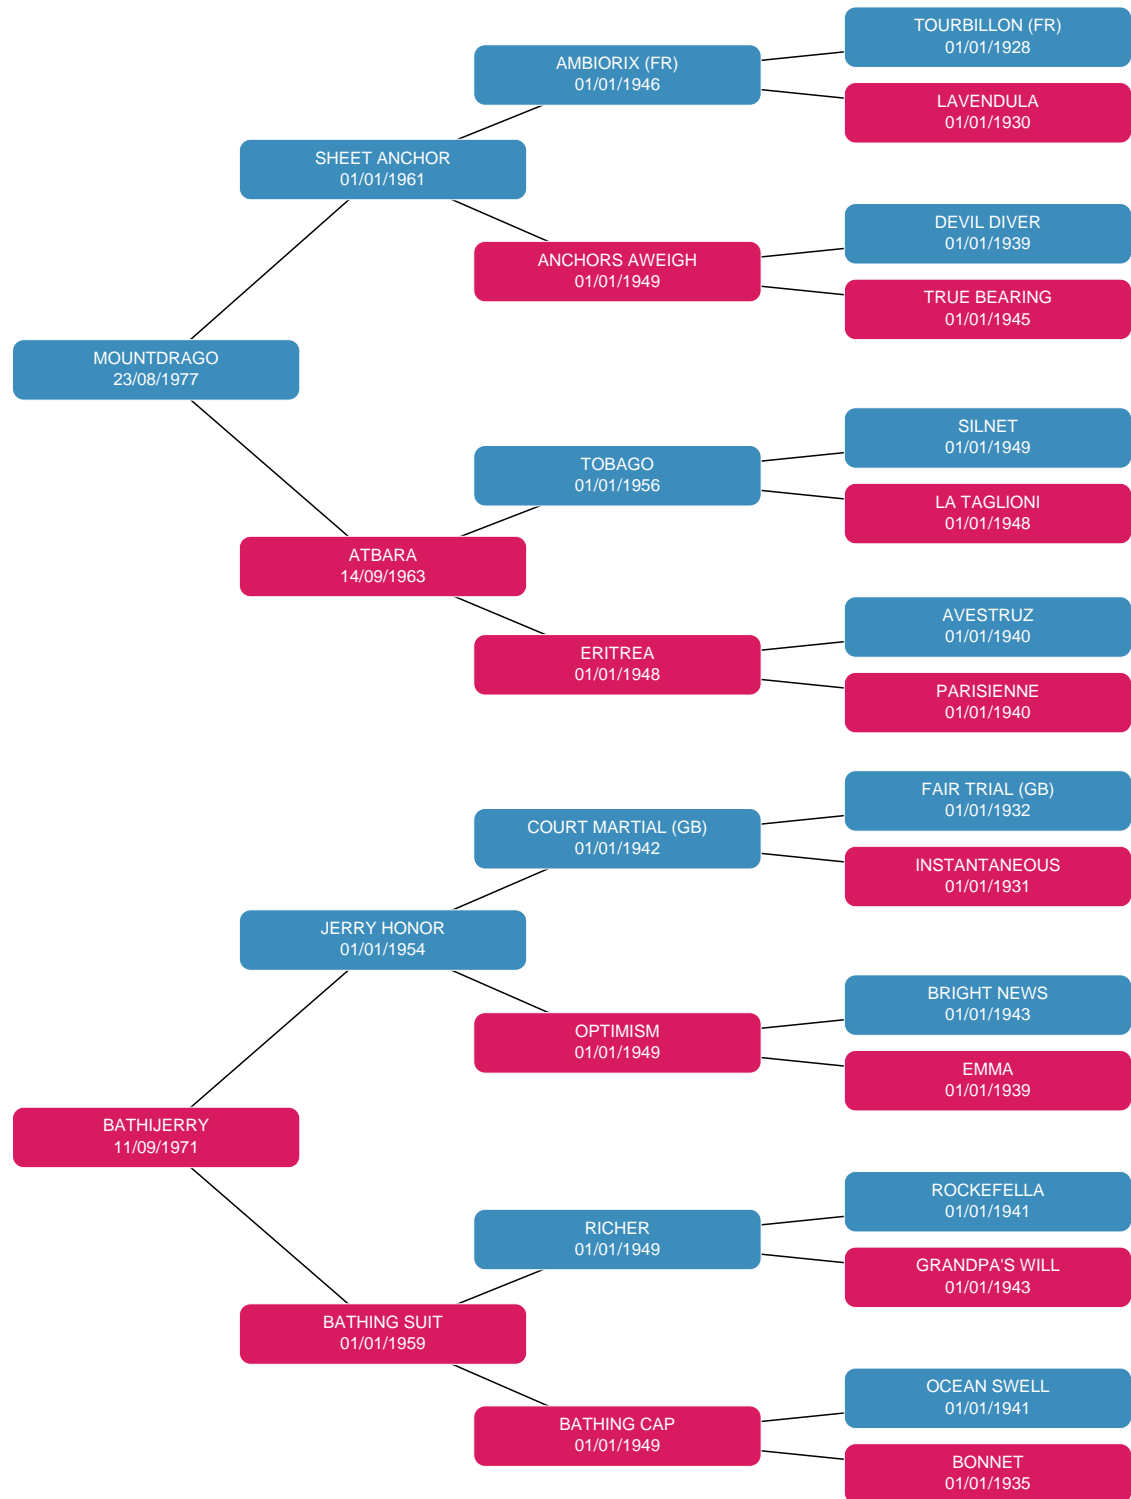 TOURBILLON (FR)
01/01/1928
AMBIORIX (FR)
01/01/1946
LAVENDULA
01/01/1930
SHEET ANCHOR
01/01/1961
DEVIL DIVER
01/01/1939
ANCHORS AWEIGH
01/01/1949
TRUE BEARING
01/01/1945
MOUNTDRAGO
23/08/1977
SILNET
01/01/1949
TOBAGO
01/01/1956
LA TAGLIONI
01/01/1948
ATBARA
14/09/1963
AVESTRUZ
01/01/1940
ERITREA
01/01/1948
PARISIENNE
01/01/1940
FAIR TRIAL (GB)
01/01/1932
COURT MARTIAL (GB)
01/01/1942
INSTANTANEOUS
01/01/1931
JERRY HONOR
01/01/1954
BRIGHT NEWS
01/01/1943
OPTIMISM
01/01/1949
EMMA
01/01/1939
BATHIJERRY
11/09/1971
ROCKEFELLA
01/01/1941
RICHER
01/01/1949
GRANDPA'S WILL
01/01/1943
BATHING SUIT
01/01/1959
OCEAN SWELL
01/01/1941
BATHING CAP
01/01/1949
BONNET
01/01/1935